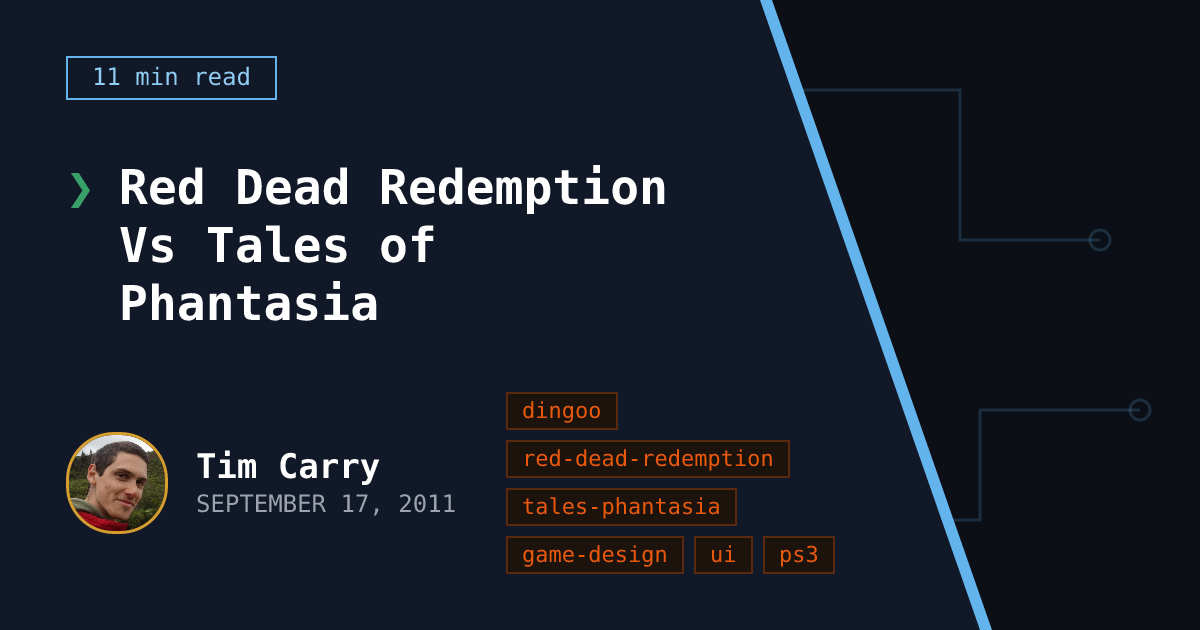 11 min read
❯ Red Dead Redemption
Vs Tales of
Phantasia
Tim Carry
SEPTEMBER 17, 2011
dingoo
red-dead-redemption
tales-phantasia
game-design ui ps3